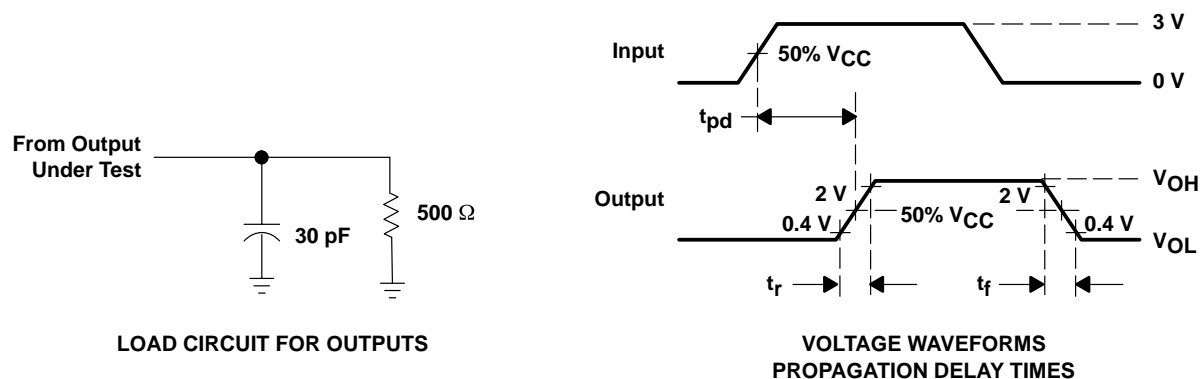 From Output
Under Test
30 pF
500 Ω
LOAD CIRCUIT FOR OUTPUTS
Input
50% VCC
3 V
0 V
tpd
Output
2 V
0.4 V
50% VCC
2 V
0.4 V
VOH
VOL
tr
tf
VOLTAGE WAVEFORMS
PROPAGATION DELAY TIMES